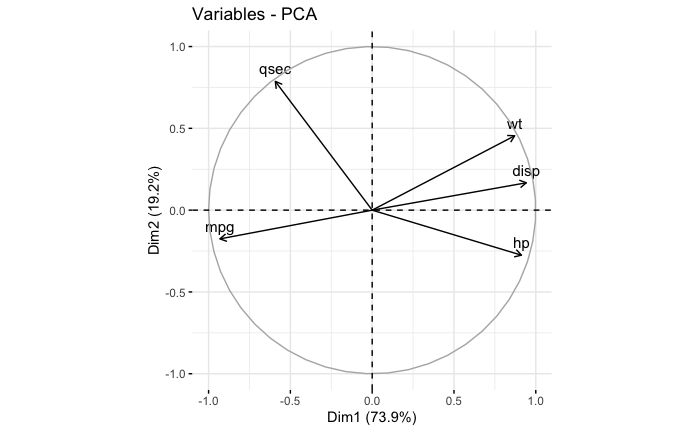 Variables - PCA
1.0
qsec
0.5
wt
disp
0.0
mpg
hp
-0.5
-1.0
Dim2 (19.2%)
-1.0 -0.5 0.0 0.5 1.0
Dim1 (73.9%)